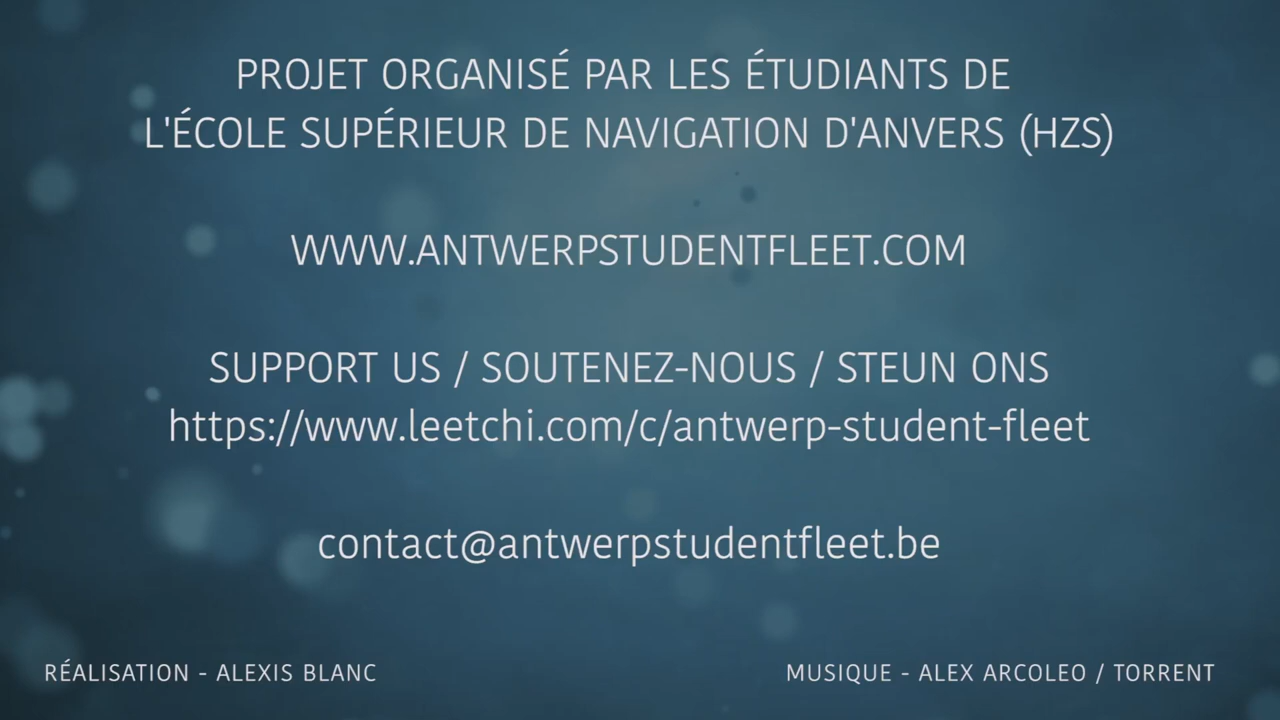 PROJET ORGANISÉ PAR LES ÉTUDIANTS DE
L'ÉCOLE SUPÉRIEUR DE NAVIGATION D'ANVERS (HZS)
WWW.ANTWERPSTUDENTFLEET.COM
SUPPORT US / SOUTENEZ-NOUS / STEUN ONS
https://www.leetchi.com/c/antwerp-student-fleet
contact@antwerpstudentfleet.be
RÉALISATION - ALEXIS BLANC
MUSIQUE - ALEX ARCOLEO / TORRENT